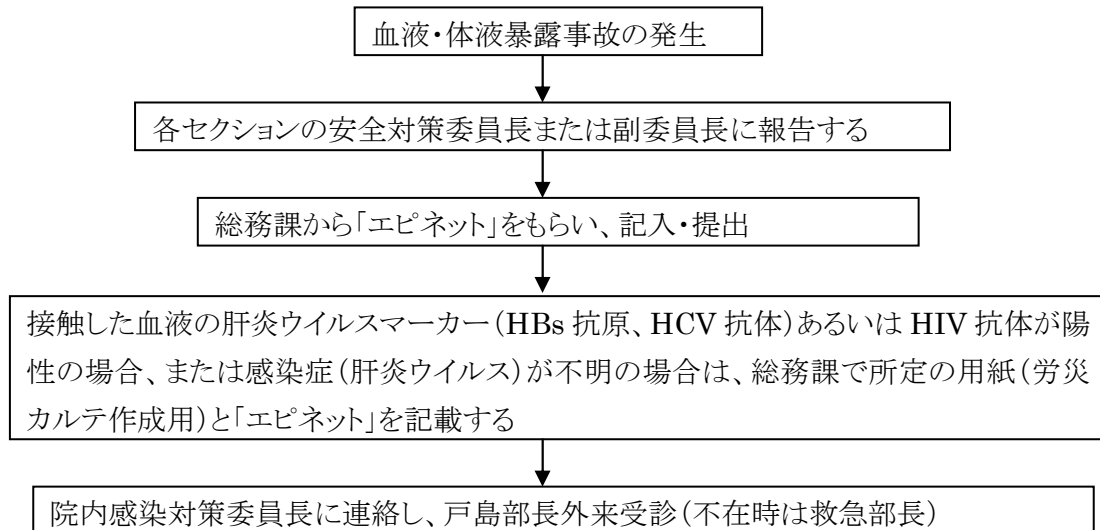 血液・体液暴露事故の発生
各セクションの安全対策委員長または副委員長に報告する
総務課から「エピネット」をもらい、記入・提出
接触した血液の肝炎ウイルスマーカー（HBs 抗原、HCV 抗体）あるいは HIV 抗体が陽
性の場合、または感染症（肝炎ウイルス）が不明の場合は、総務課で所定の用紙（労災
カルテ作成用）と「エピネット」を記載する
院内感染対策委員長に連絡し、戸島部長外来受診（不在時は救急部長）